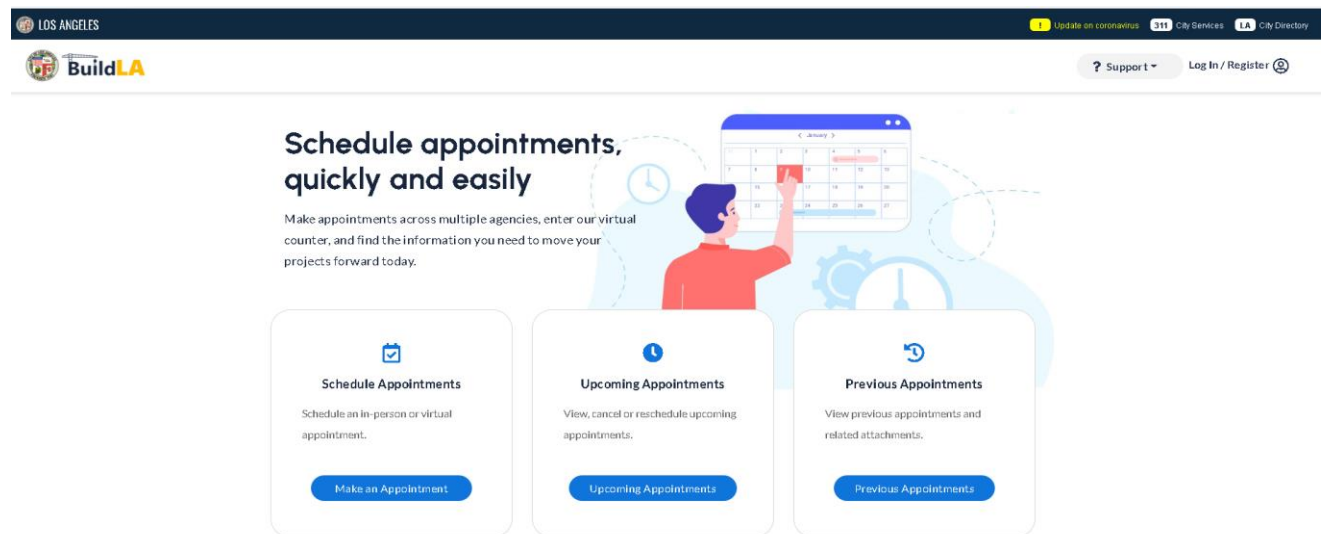 LOS ANGELES
! Update on coronavirus 311 City Services LA City Directory
BuildLA
? Support
Log In / Register
Schedule appointments,
quickly and easily
Make appointments across multiple agencies, enter our virtual
counter, and find the information you need to move your
projects forward today.
January
Schedule Appointments
Schedule an in-person or virtual
appointment.
Make an Appointment
Upcoming Appointments
View, cancel or reschedule upcoming
appointments.
Upcoming Appointments
Previous Appointments
View previous appointments and
related attachments.
Previous Appointments